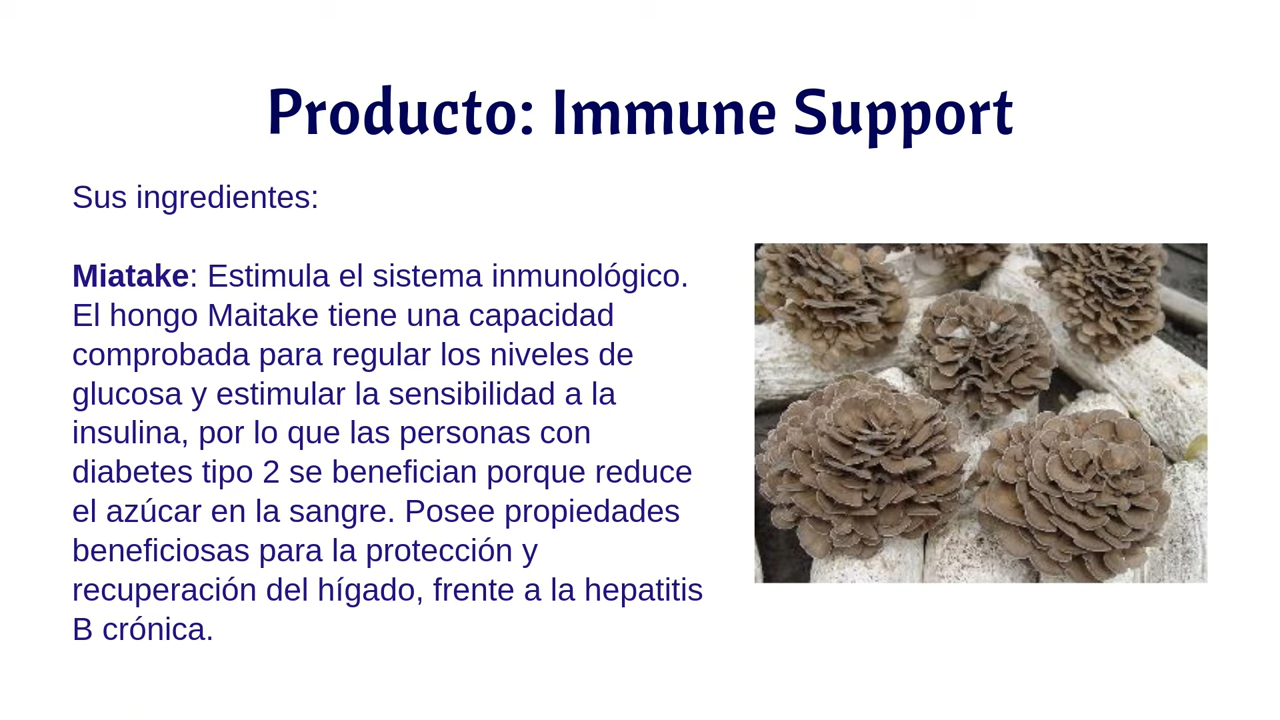 Producto: Immune Support
Sus ingredientes:
Miatake: Estimula el sistema inmunológico.
El hongo Maitake tiene una capacidad
comprobada para regular los niveles de
glucosa y estimular la sensibilidad a la
insulina, por lo que las personas con
diabetes tipo 2 se benefician porque reduce
el azúcar en la sangre. Posee propiedades
beneficiosas para la protección y
recuperación del hígado, frente a la hepatitis
B crónica.